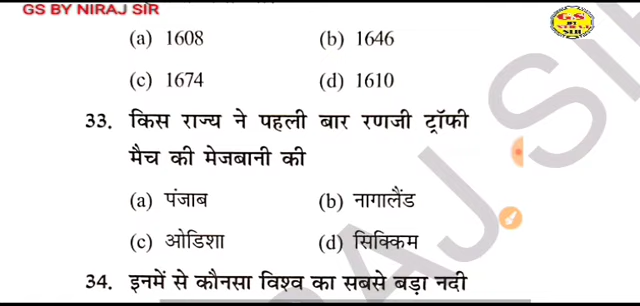 GS BY NIRAJ SIR
(a) 1608 (b) 1646
(c) 1674 (d) 1610
33. किस राज्य ने पहली बार रणजी ट्रॉफी
मैच की मेजबानी की
(a) पंजाब (b) नागालैंड
(c) ओडिशा (d) सिक्किम
34. इनमें से कौनसा विश्व का सबसे बड़ा नदी